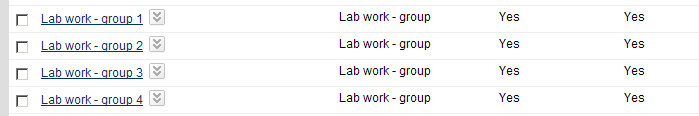 Lab work - group 1 Lab work - group Yes Yes
Lab work - group 2 Lab work - group Yes Yes
Lab work - group 3 Lab work - group Yes Yes
Lab work - group 4 Lab work - group Yes Yes